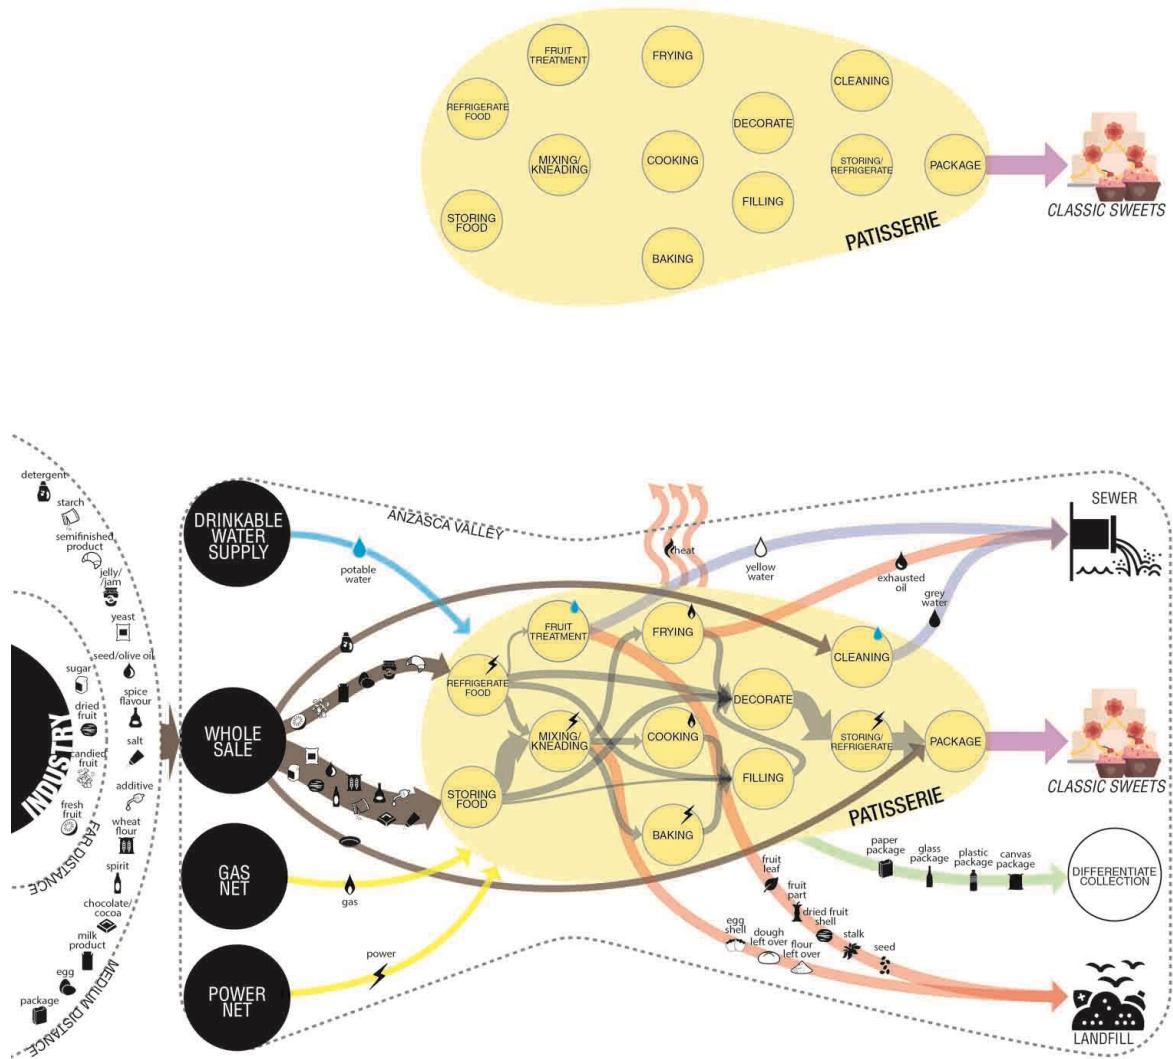 FRUIT
TREATMENT
FRYING
CLEANING
REFRIGERATE
FOOD
DECORATE
MIXING/
KNEADING
COOKING
STORING/
REFRIGERATE
PACKAGE
STORING
FOOD
FILLING
BAKING
PATISSERIE
CLASSIC SWEETS
detergent
starch
semifinished
product
jelly/
/jam
yeast
seed/olive oil
sugar
spice
flavour
dried
fruit
salt
candied
fruit
additive
fresh
fruit
wheat
flour
spirit
chocolate/
cocoa
milk
product
egg
package
INDUSTRY
FAR DISTANCE
MEDIUM DISTANCE
DRINKABLE
WATER
SUPPLY
WHOLE
SALE
GAS
NET
POWER
NET
ANZASCA VALLEY
potable
water
gas
power
heat
yellow
water
exhausted
oil
grey
water
SEWER
FRUIT
TREATMENT
FRYING
CLEANING
REFRIGERATE
FOOD
DECORATE
MIXING/
KNEADING
COOKING
STORING/
REFRIGERATE
PACKAGE
STORING
FOOD
FILLING
BAKING
PATISSERIE
CLASSIC SWEETS
paper
package
glass
package
plastic
package
canvas
package
DIFFERENTIATE
COLLECTION
fruit
leaf
fruit
part
dried fruit
shell
stalk
seed
egg
shell
dough
left over
flour
left over
LANDFILL